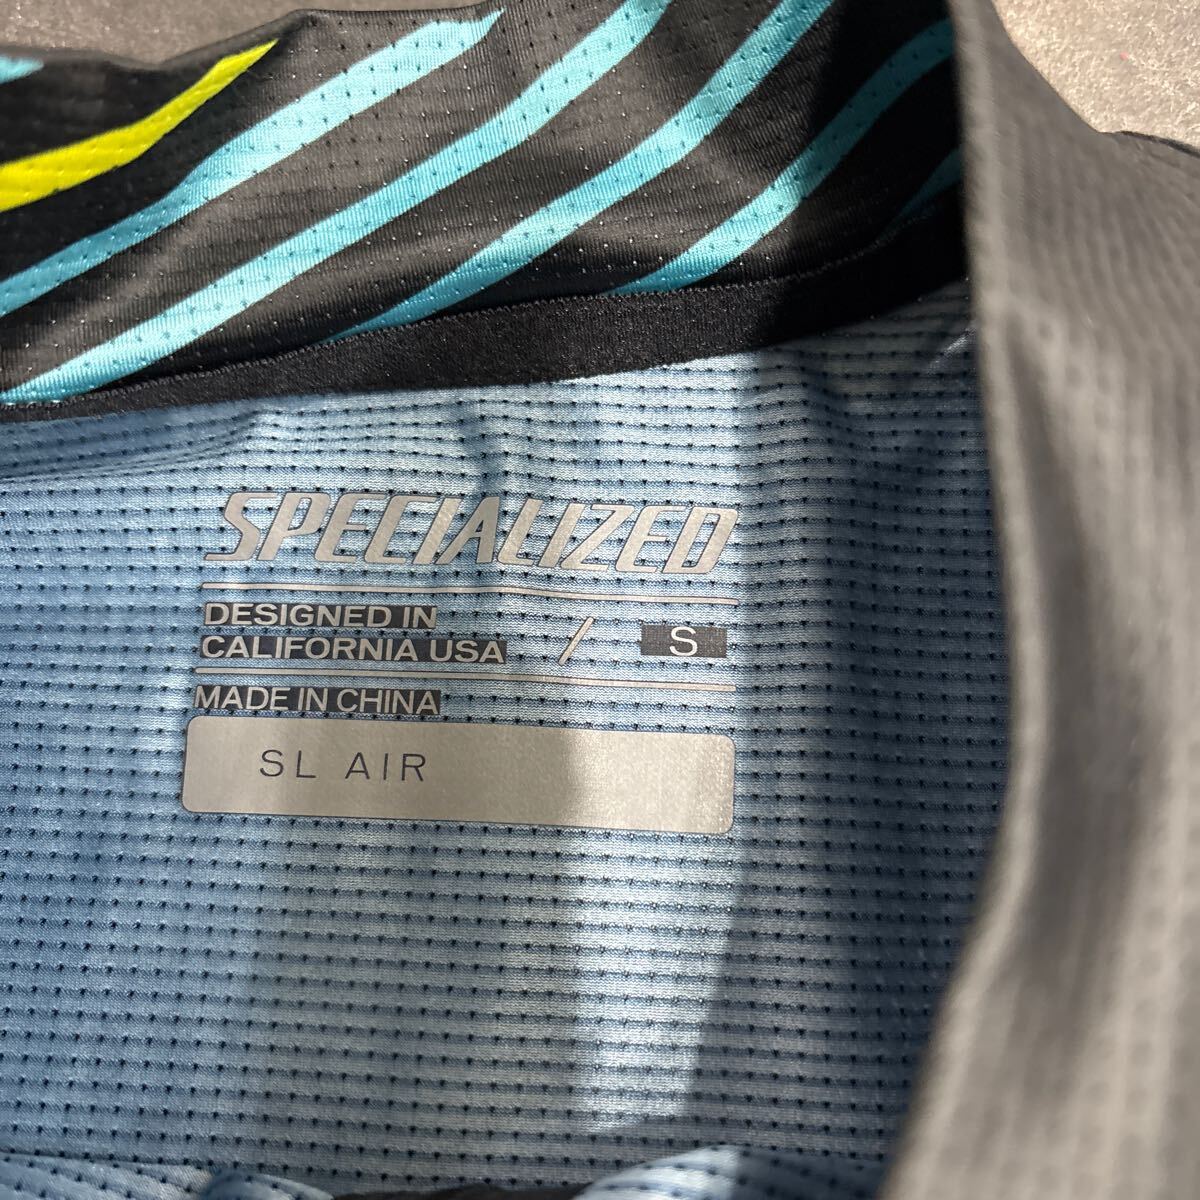 SPECIALIZED
DESIGNED IN
CALIFORNIA USA / S
MADE IN CHINA
SL AIR